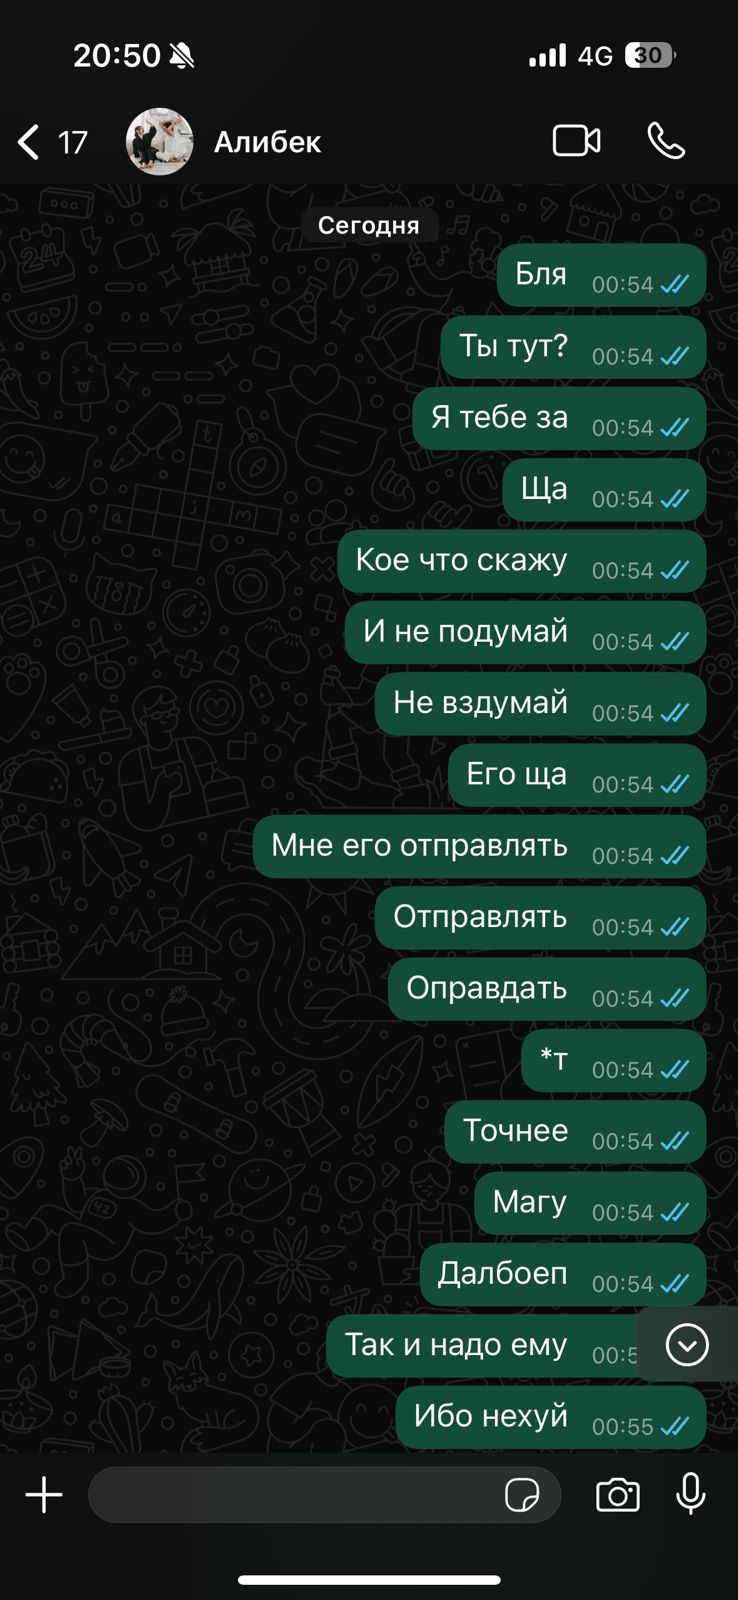 20:50
4G
30
17
Алибек
Сегодня
Бля 00:54
Ты тут? 00:54
Я тебе за 00:54
Ща 00:54
Кое что скажу 00:54
И не подумай 00:54
Не вздумай 00:54
Его ща 00:54
Мне его отправлять 00:54
Отправлять 00:54
Оправдать 00:54
*т 00:54
Точнее 00:54
Магу 00:54
Далбоеп 00:54
Так и надо ему 00:5
Ибо нехуй 00:55